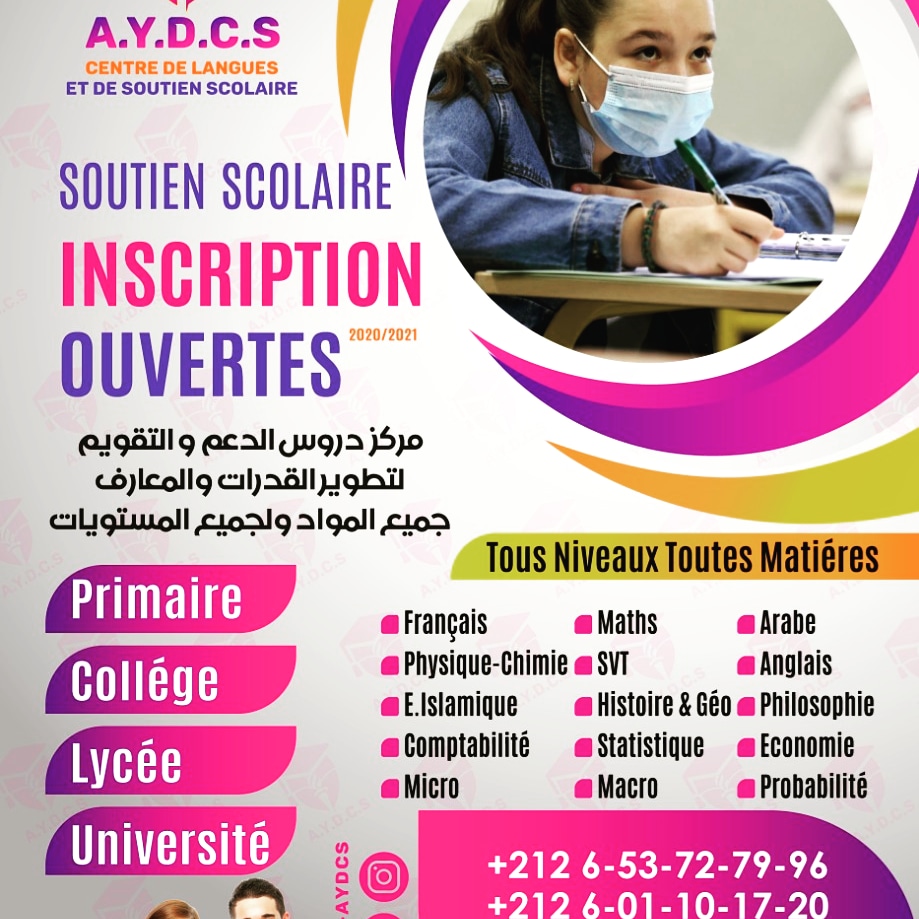 A.Y.D.C.S
CENTRE DE LANGUES
ET DE SOUTIEN SCOLAIRE
SOUTIEN SCOLAIRE
INSCRIPTION
OUVERTES 2020/2021
مركز دروس الدعم و التقويم
لتطوير القدرات والمعارف
جميع المواد ولجميع المستويات
Primaire
Collége
Lycée
Université
Tous Niveaux Toutes Matiéres
Français Maths Arabe
Physique-Chimie SVT Anglais
E.Islamique Histoire & Géo Philosophie
Comptabilité Statistique Economie
Micro Macro Probabilité
AYDCS
+212 6-53-72-79-96
+212 6-01-10-17-20